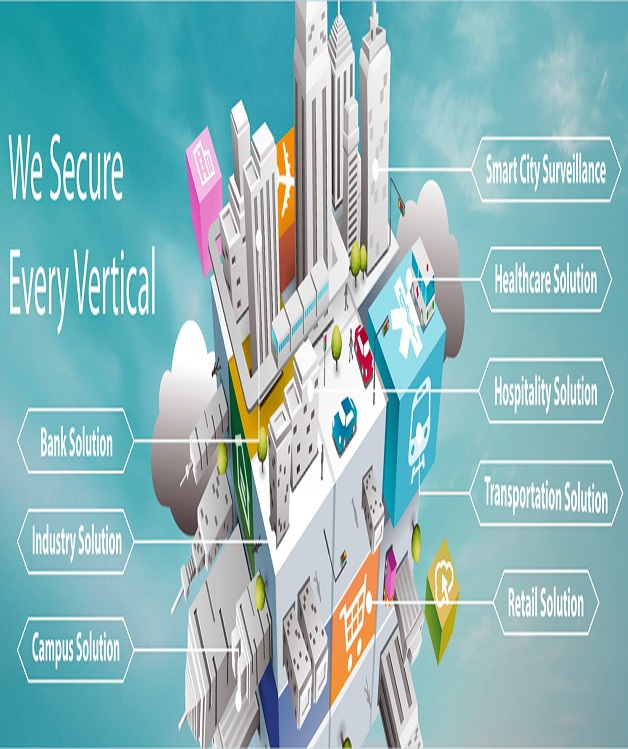 We Secure
Every Vertical
Smart City Surveillance
Healthcare Solution
Hospitality Solution
Transportation Solution
Retail Solution
Bank Solution
Industry Solution
Campus Solution